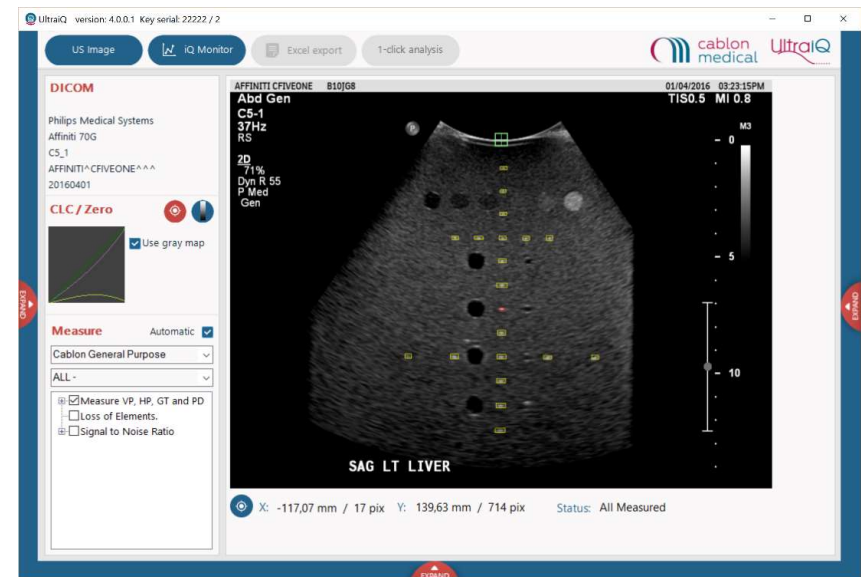 UltraiQ version: 4.0.0.1 Key serial: 22222 / 2
US Image
iQ Monitor
Excel export
1-click analysis
cablon
medical
UltraiQ
DICOM
Philips Medical Systems
Affiniti 70G
C5_1
AFFINITI^CFIVEONE^^^
20160401
CLC/Zero
Use gray map
Measure
Automatic
Cablon General Purpose
ALL -
Measure VP, HP, GT and PD
Loss of Elements.
Signal to Noise Ratio
AFFINITI CFIVEONE B10JG8
01/04/2016 03:23:15PM
Abd Gen
TIS0.5 MI 0.8
C5-1
37Hz
RS
2D
71%
Dyn R 55
P Med
Gen
P
M3
0
5
10
SAG LT LIVER
X: -117,07 mm / 17 pix Y: 139,63 mm / 714 pix Status: All Measured
EXPAND
EXPAND
EXPAND